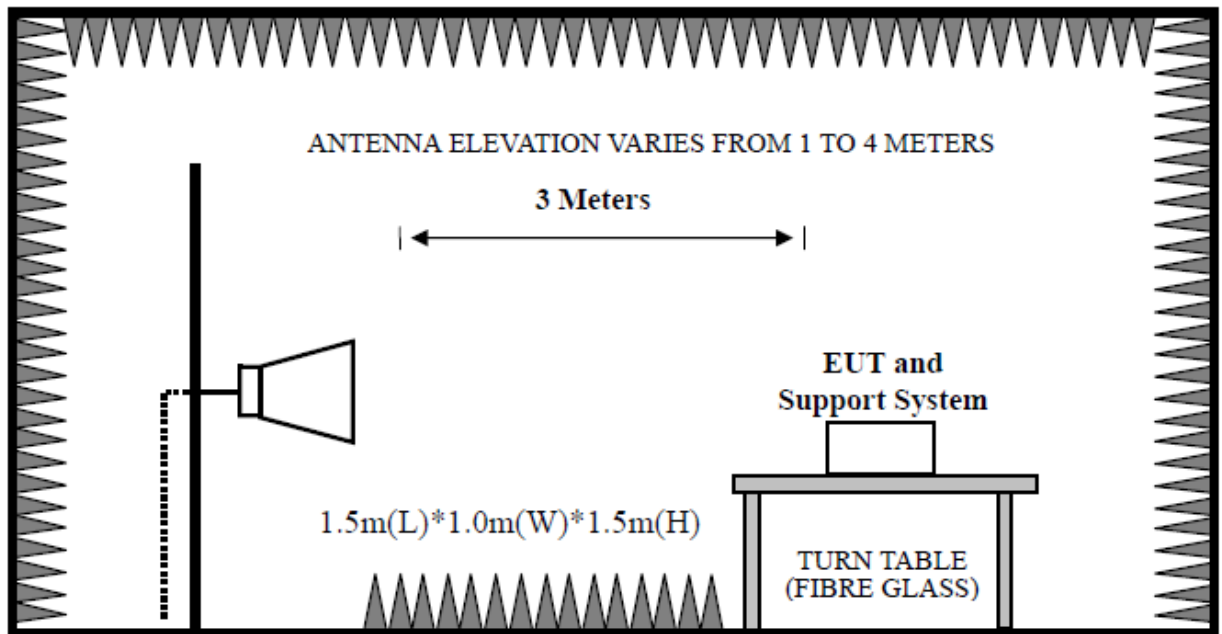 ANTENNA ELEVATION VARIES FROM 1 TO 4 METERS
3 Meters
EUT and
Support System
1.5m(L)*1.0m(W)*1.5m(H)
TURN TABLE
(FIBRE GLASS)